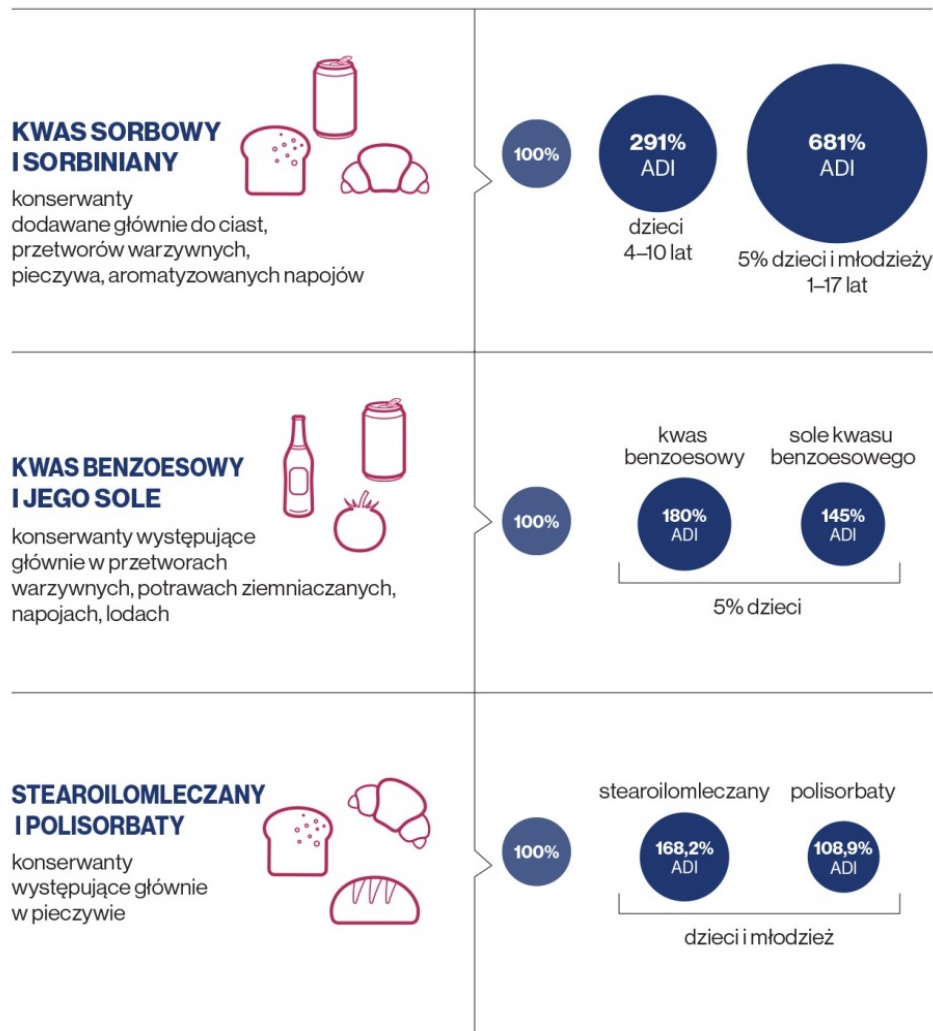 KWAS SORBOWY
I SORBINIANY
konserwanty
dodawane głównie do ciast,
przetworów warzywnych,
pieczywa, aromatyzowanych napojów
100%
291%
ADI
dzieci
4–10 lat
681%
ADI
5% dzieci i młodzieży
1–17 lat
KWAS BENZOESOWY
I JEGO SOLE
konserwanty występujące
głównie w przetworach
warzywnych, potrawach ziemniaczanych,
napojach, lodach
100%
kwas
benzoesowy
180%
ADI
sole kwasu
benzoesowego
145%
ADI
5% dzieci
STEAROILOMLECZANY
I POLISORBATY
konserwanty
występujące głównie
w pieczywie
100%
stearoilomleczany
168,2%
ADI
polisorbaty
108,9%
ADI
dzieci i młodzież